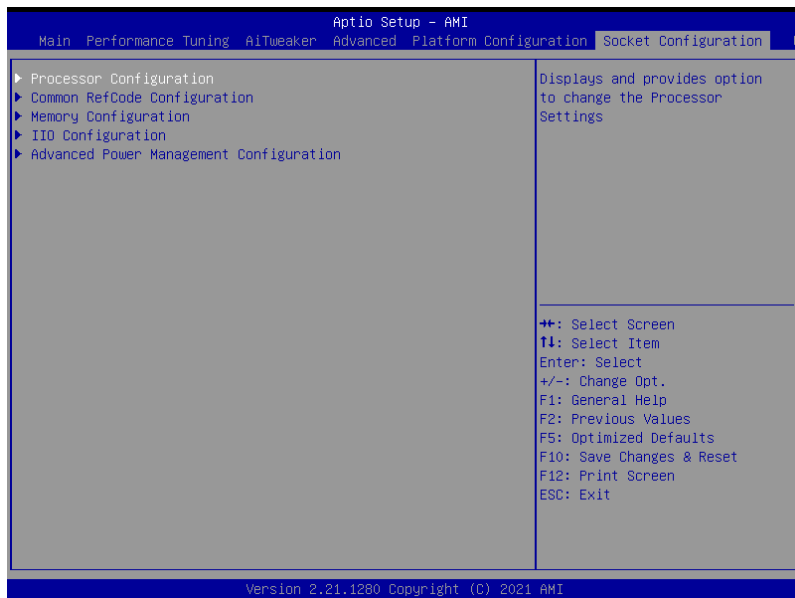 Aptio Setup – AMI
Main Performance Tuning AiTweaker Advanced Platform Configuration Socket Configuration
Processor Configuration
Common RefCode Configuration
Memory Configuration
IIO Configuration
Advanced Power Management Configuration
Displays and provides option
to change the Processor
Settings
→←: Select Screen
↑↓: Select Item
Enter: Select
+/-: Change Opt.
F1: General Help
F2: Previous Values
F5: Optimized Defaults
F10: Save Changes & Reset
F12: Print Screen
ESC: Exit
Version 2.21.1280 Copyright (C) 2021 AMI